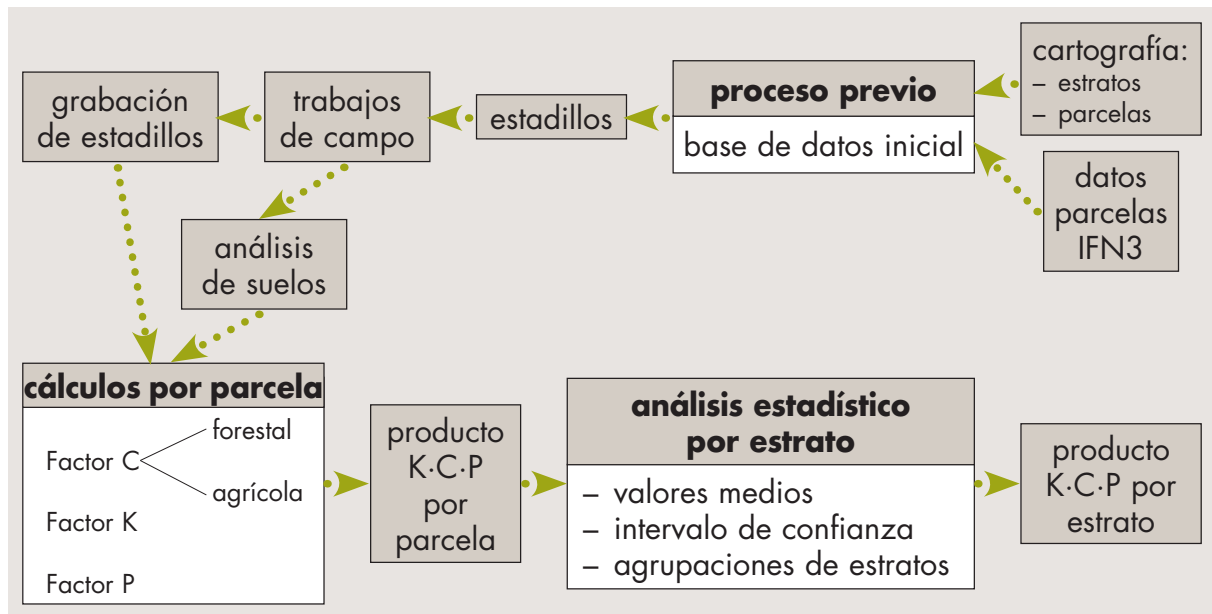 cartografía:
– estratos
– parcelas
datos
parcelas
IFN3
proceso previo
base de datos inicial
estadillos
trabajos
de campo
grabación
de estadillos
análisis
de suelos
cálculos por parcela
Factor C
forestal
agrícola
Factor K
Factor P
producto
K·C·P
por
parcela
análisis estadístico
por estrato
– valores medios
– intervalo de confianza
– agrupaciones de estratos
producto
K·C·P por
estrato